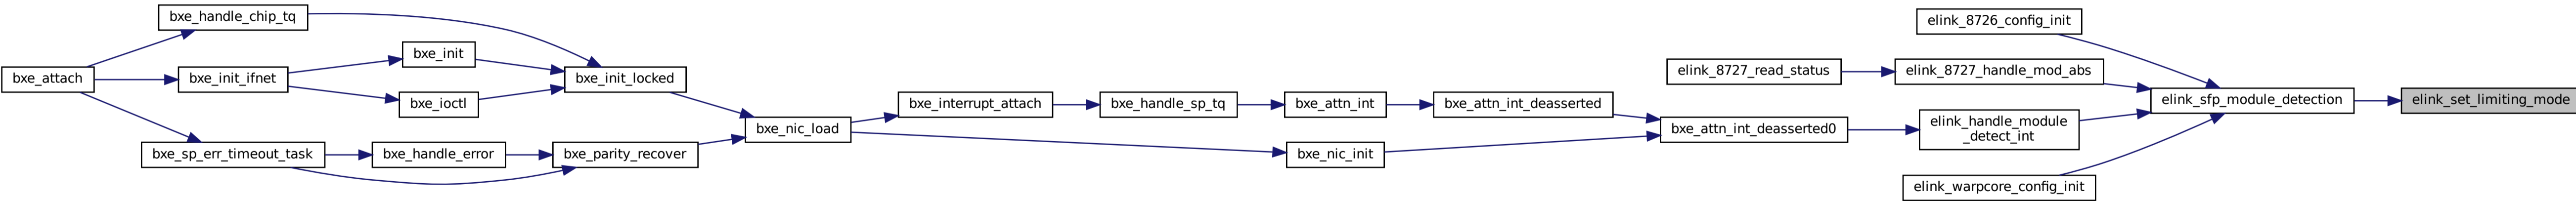 bxe_attach
bxe_handle_chip_tq
bxe_init_ifnet
bxe_sp_err_timeout_task
bxe_init
bxe_ioctl
bxe_handle_error
bxe_init_locked
bxe_parity_recover
bxe_nic_load
bxe_interrupt_attach
bxe_handle_sp_tq
bxe_attn_int
bxe_nic_init
bxe_attn_int_deasserted
bxe_attn_int_deasserted0
elink_8727_read_status
elink_8726_config_init
elink_8727_handle_mod_abs
elink_handle_module
_detect_int
elink_warpcore_config_init
elink_sfp_module_detection
elink_set_limiting_mode